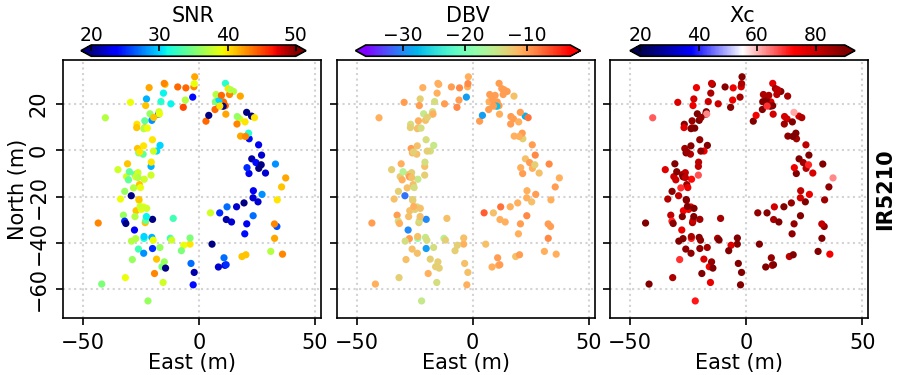 SNR DBV Xc
20 30 40 50 −30 −20 −10 20 40 60 80
North (m)
20
0
−20
−40
−60
IR5210
−50 0 50 −50 0 50 −50 0 50
East (m) East (m) East (m)